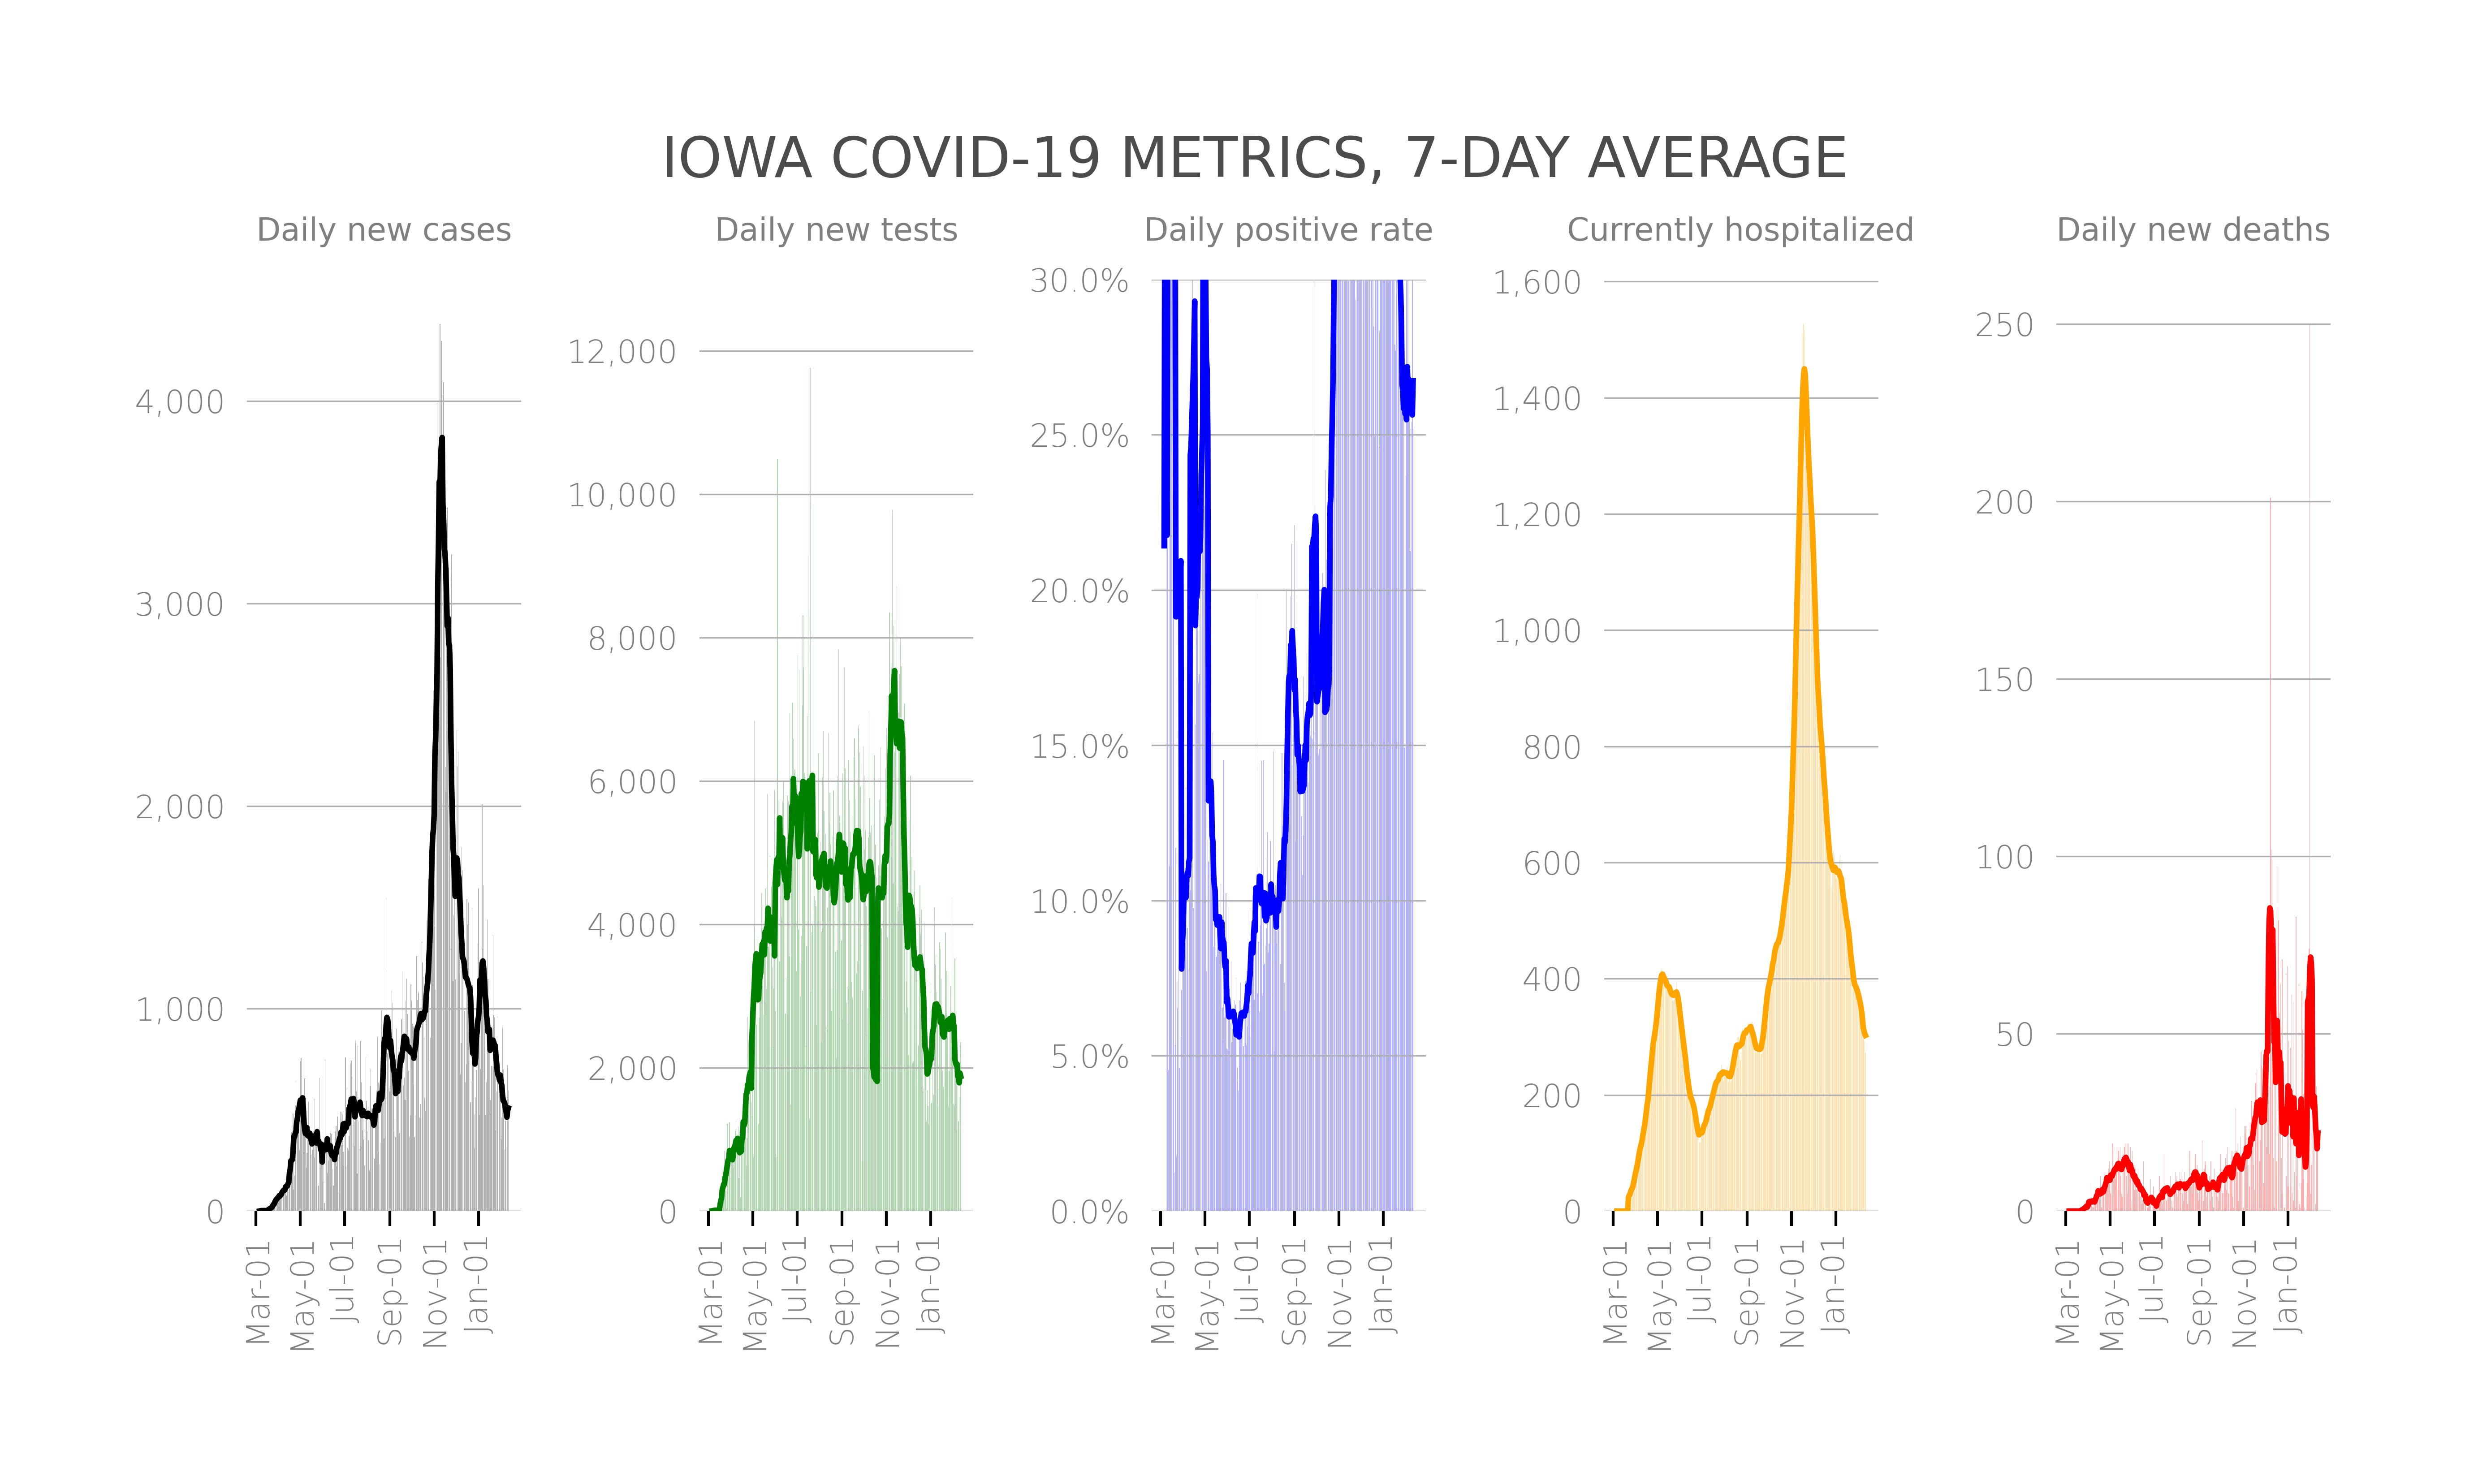 IOWA COVID-19 METRICS, 7-DAY AVERAGE
Daily new cases
4,000
3,000
2,000
1,000
0
Mar-01
May-01
Jul-01
Sep-01
Nov-01
Jan-01
Daily new tests
12,000
10,000
8,000
6,000
4,000
2,000
0
Mar-01
May-01
Jul-01
Sep-01
Nov-01
Jan-01
Daily positive rate
30.0%
25.0%
20.0%
15.0%
10.0%
5.0%
0.0%
Mar-01
May-01
Jul-01
Sep-01
Nov-01
Jan-01
Currently hospitalized
1,600
1,400
1,200
1,000
800
600
400
200
0
Mar-01
May-01
Jul-01
Sep-01
Nov-01
Jan-01
Daily new deaths
250
200
150
100
50
0
Mar-01
May-01
Jul-01
Sep-01
Nov-01
Jan-01